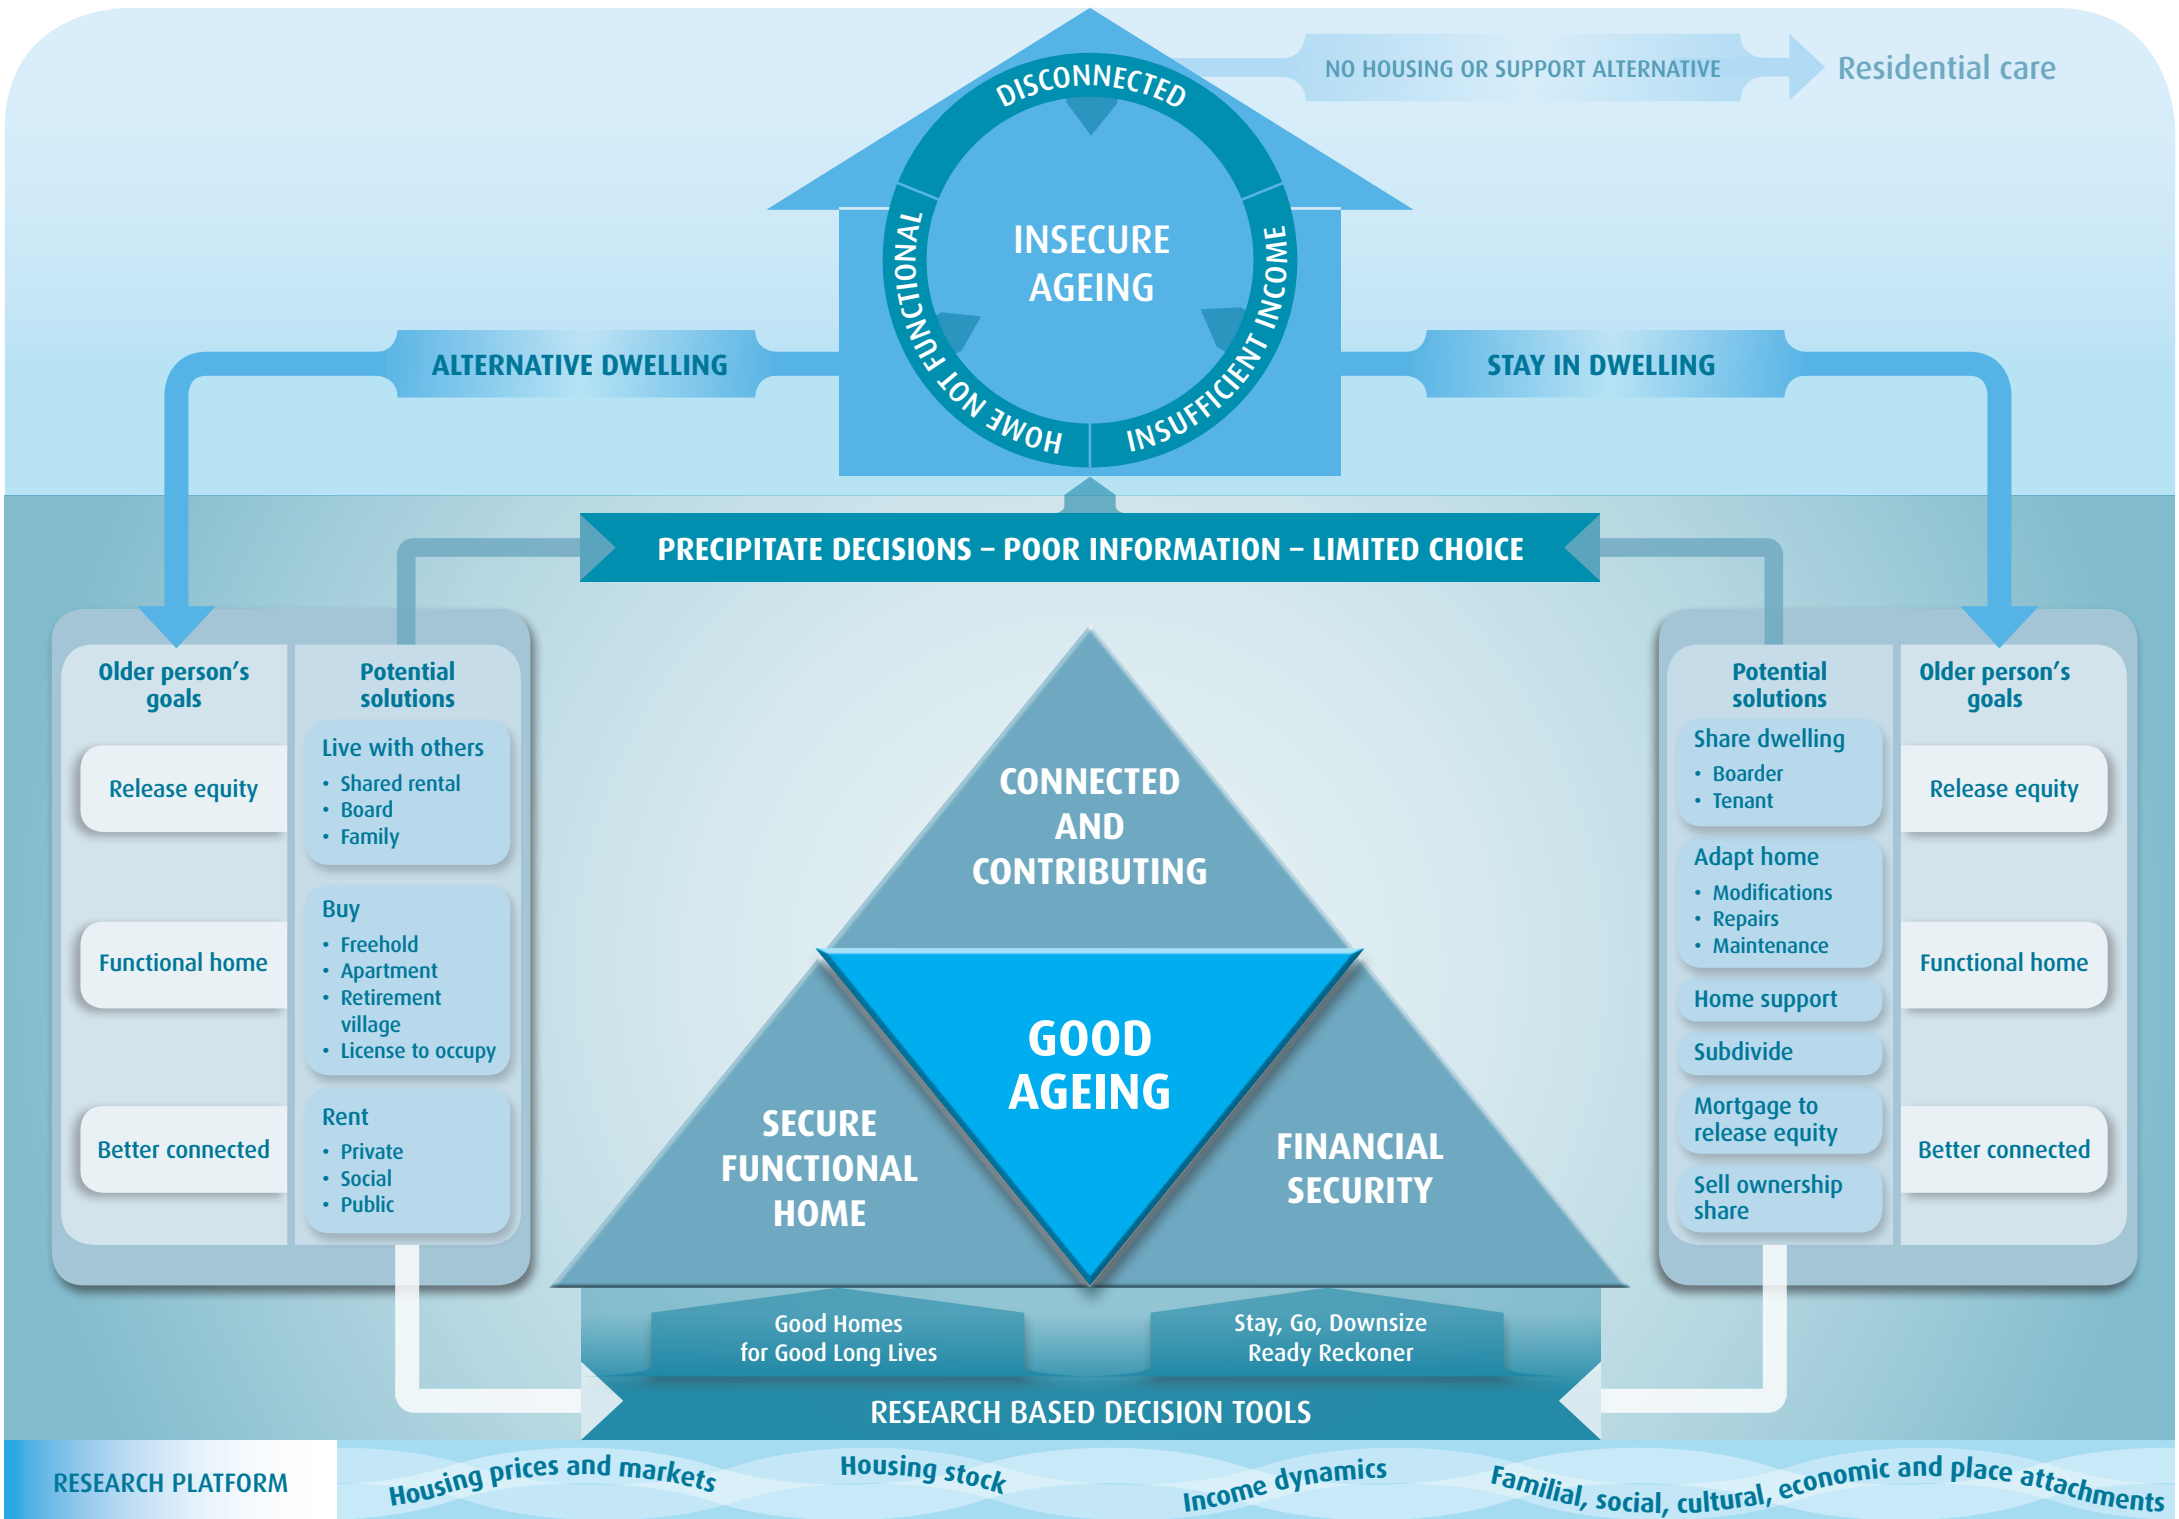 DISCONNECTED
NO HOUSING OR SUPPORT ALTERNATIVE
Residential care
HOME NOT FUNCTIONAL
INSUFFICIENT INCOME
INSECURE
AGEING
ALTERNATIVE DWELLING
STAY IN DWELLING
PRECIPITATE DECISIONS – POOR INFORMATION – LIMITED CHOICE
Older person's
goals
Release equity
Functional home
Better connected
Potential
solutions
Live with others
• Shared rental
• Board
• Family
Buy
• Freehold
• Apartment
• Retirement
village
• License to occupy
Rent
• Private
• Social
• Public
CONNECTED
AND
CONTRIBUTING
GOOD
AGEING
SECURE
FUNCTIONAL
HOME
FINANCIAL
SECURITY
Potential
solutions
Share dwelling
• Boarder
• Tenant
Adapt home
• Modifications
• Repairs
• Maintenance
Home support
Subdivide
Mortgage to
release equity
Sell ownership
share
Older person's
goals
Release equity
Functional home
Better connected
Good Homes
for Good Long Lives
Stay, Go, Downsize
Ready Reckoner
RESEARCH BASED DECISION TOOLS
RESEARCH PLATFORM
Housing prices and markets
Housing stock
Income dynamics
Familial, social, cultural, economic and place attachments